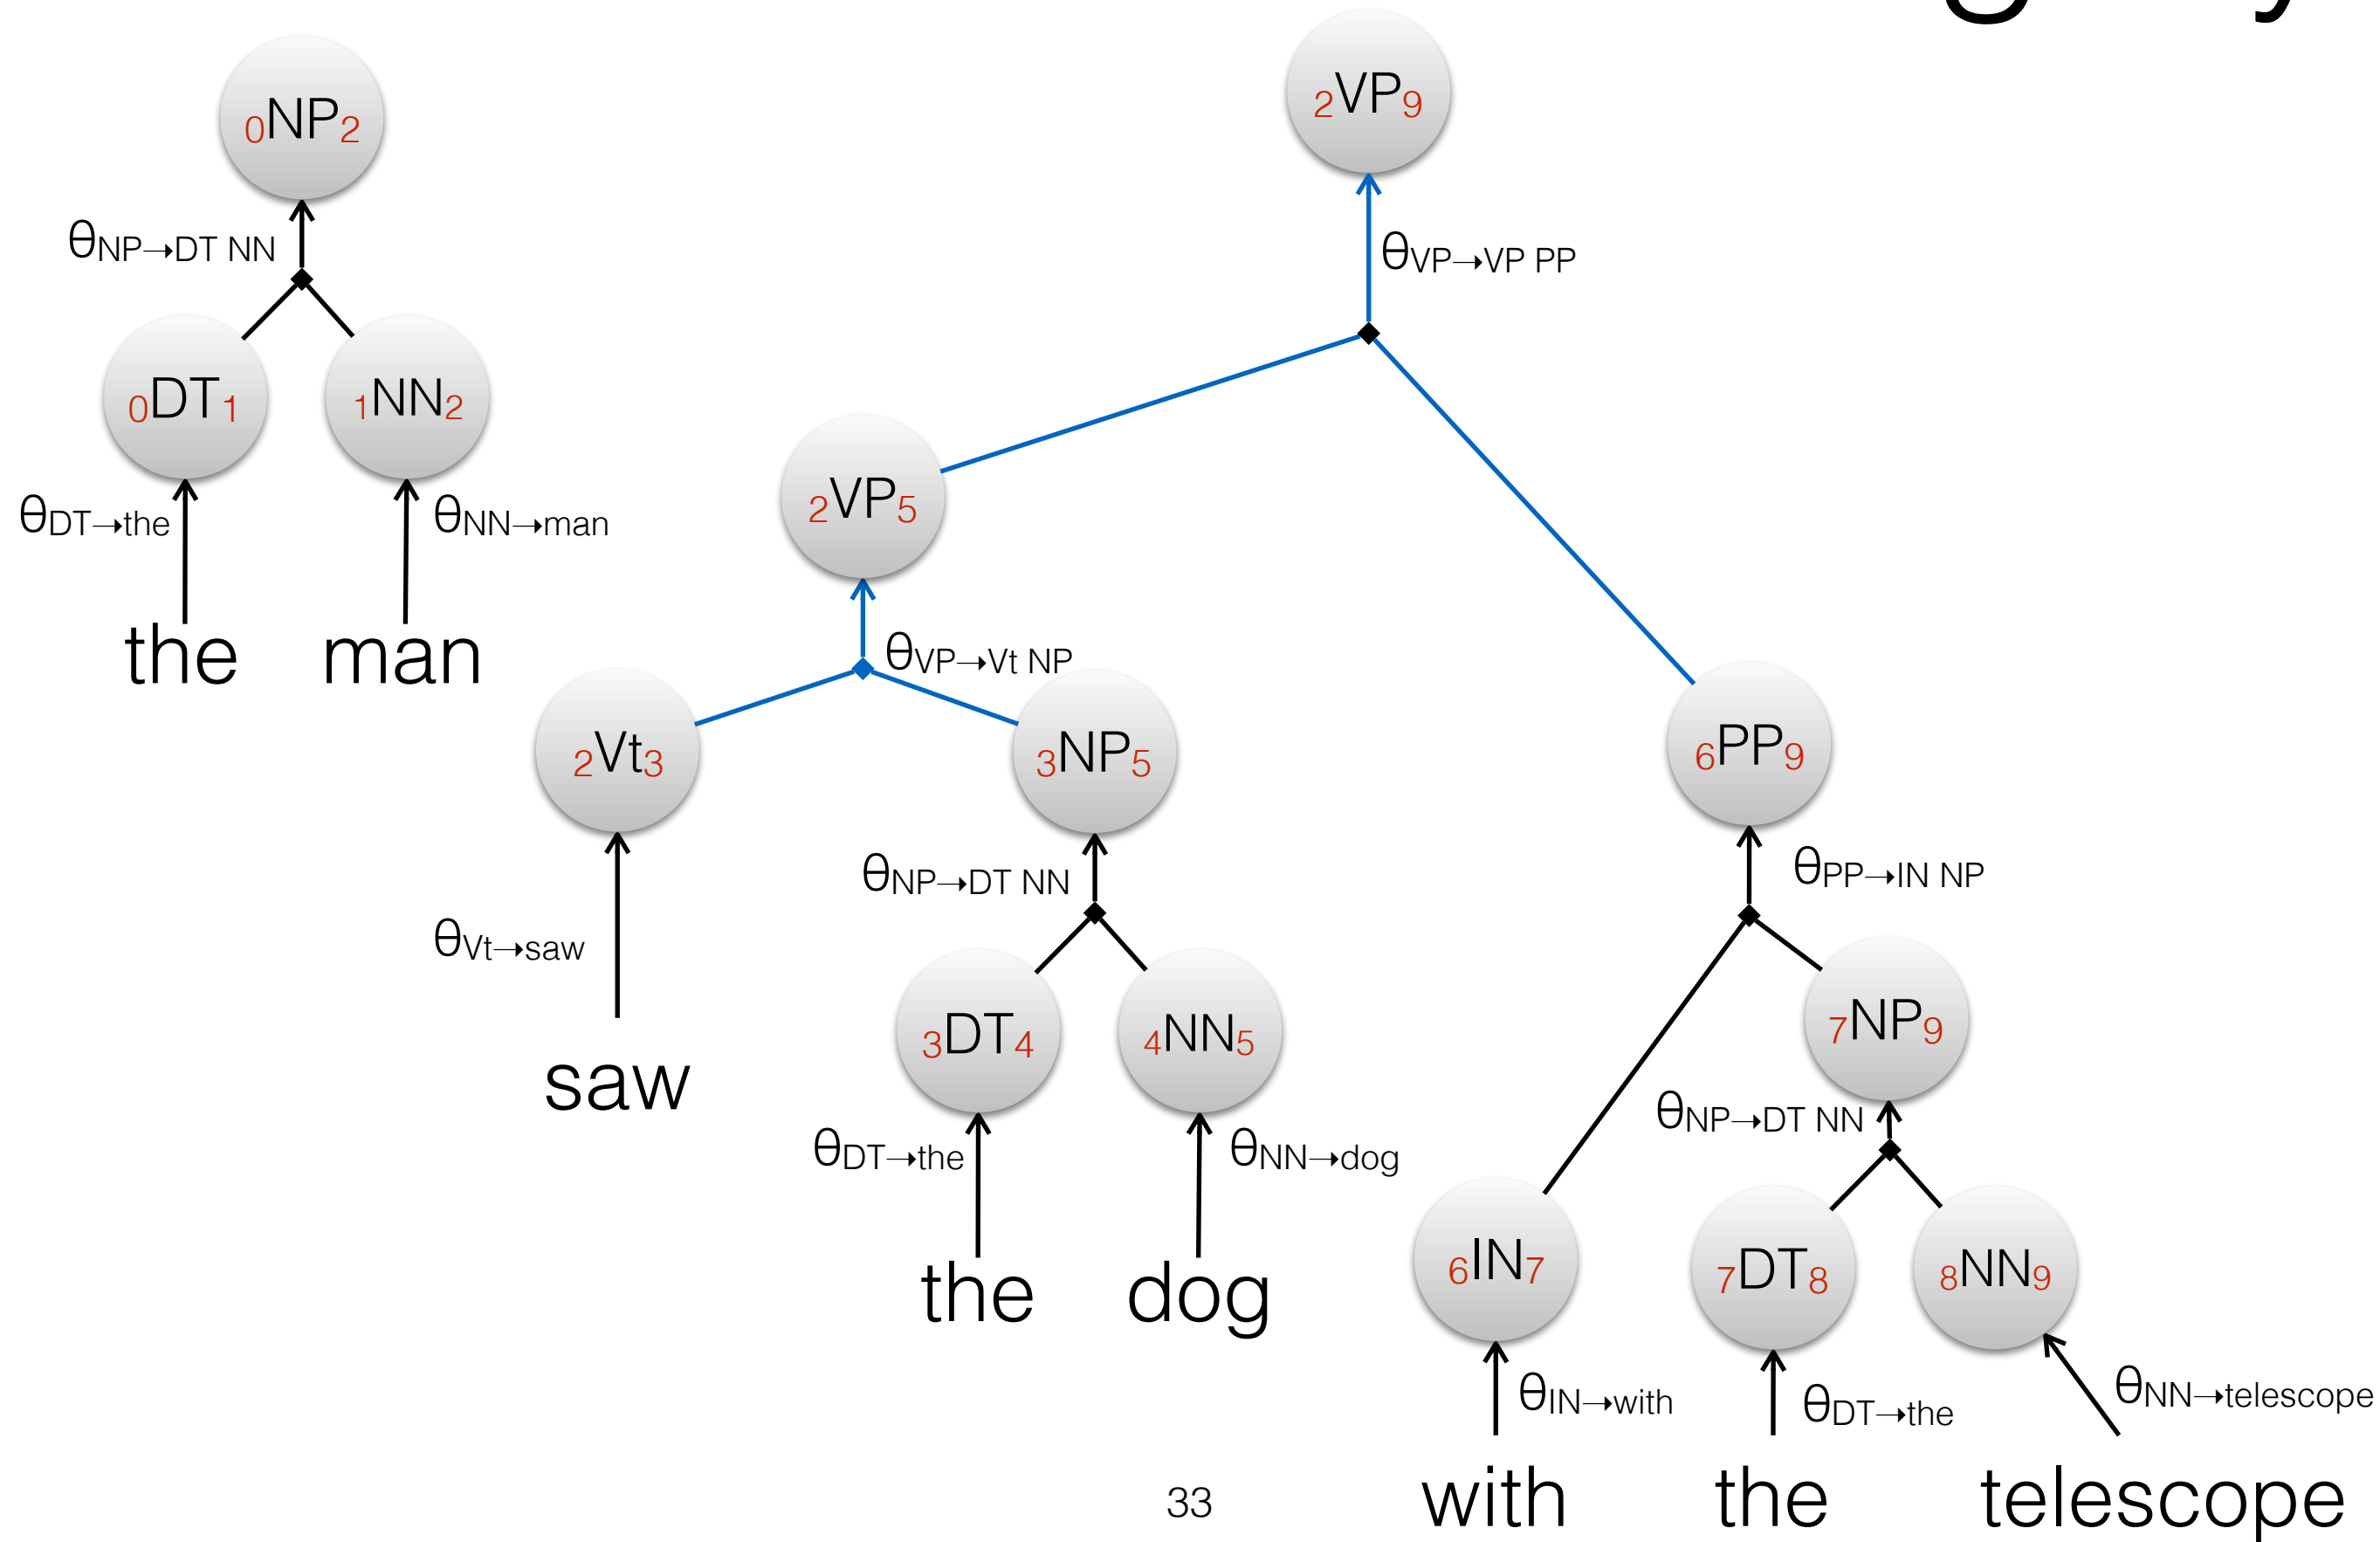 g y
₂VP₉
₀NP₂
θNP→DT NN
θVP→VP PP
₀DT₁ ₁NN₂
₂VP₅
θDT→the θNN→man
the man
θVP→Vt NP
₂Vt₃ ₃NP₅ ₆PP₉
θNP→DT NN θPP→IN NP
θVt→saw
₃DT₄ ₄NN₅ ₇NP₉
saw
θNP→DT NN
θDT→the θNN→dog
₆IN₇ ₇DT₈ ₈NN₉
the dog
θIN→with θDT→the θNN→telescope
with the telescope
33